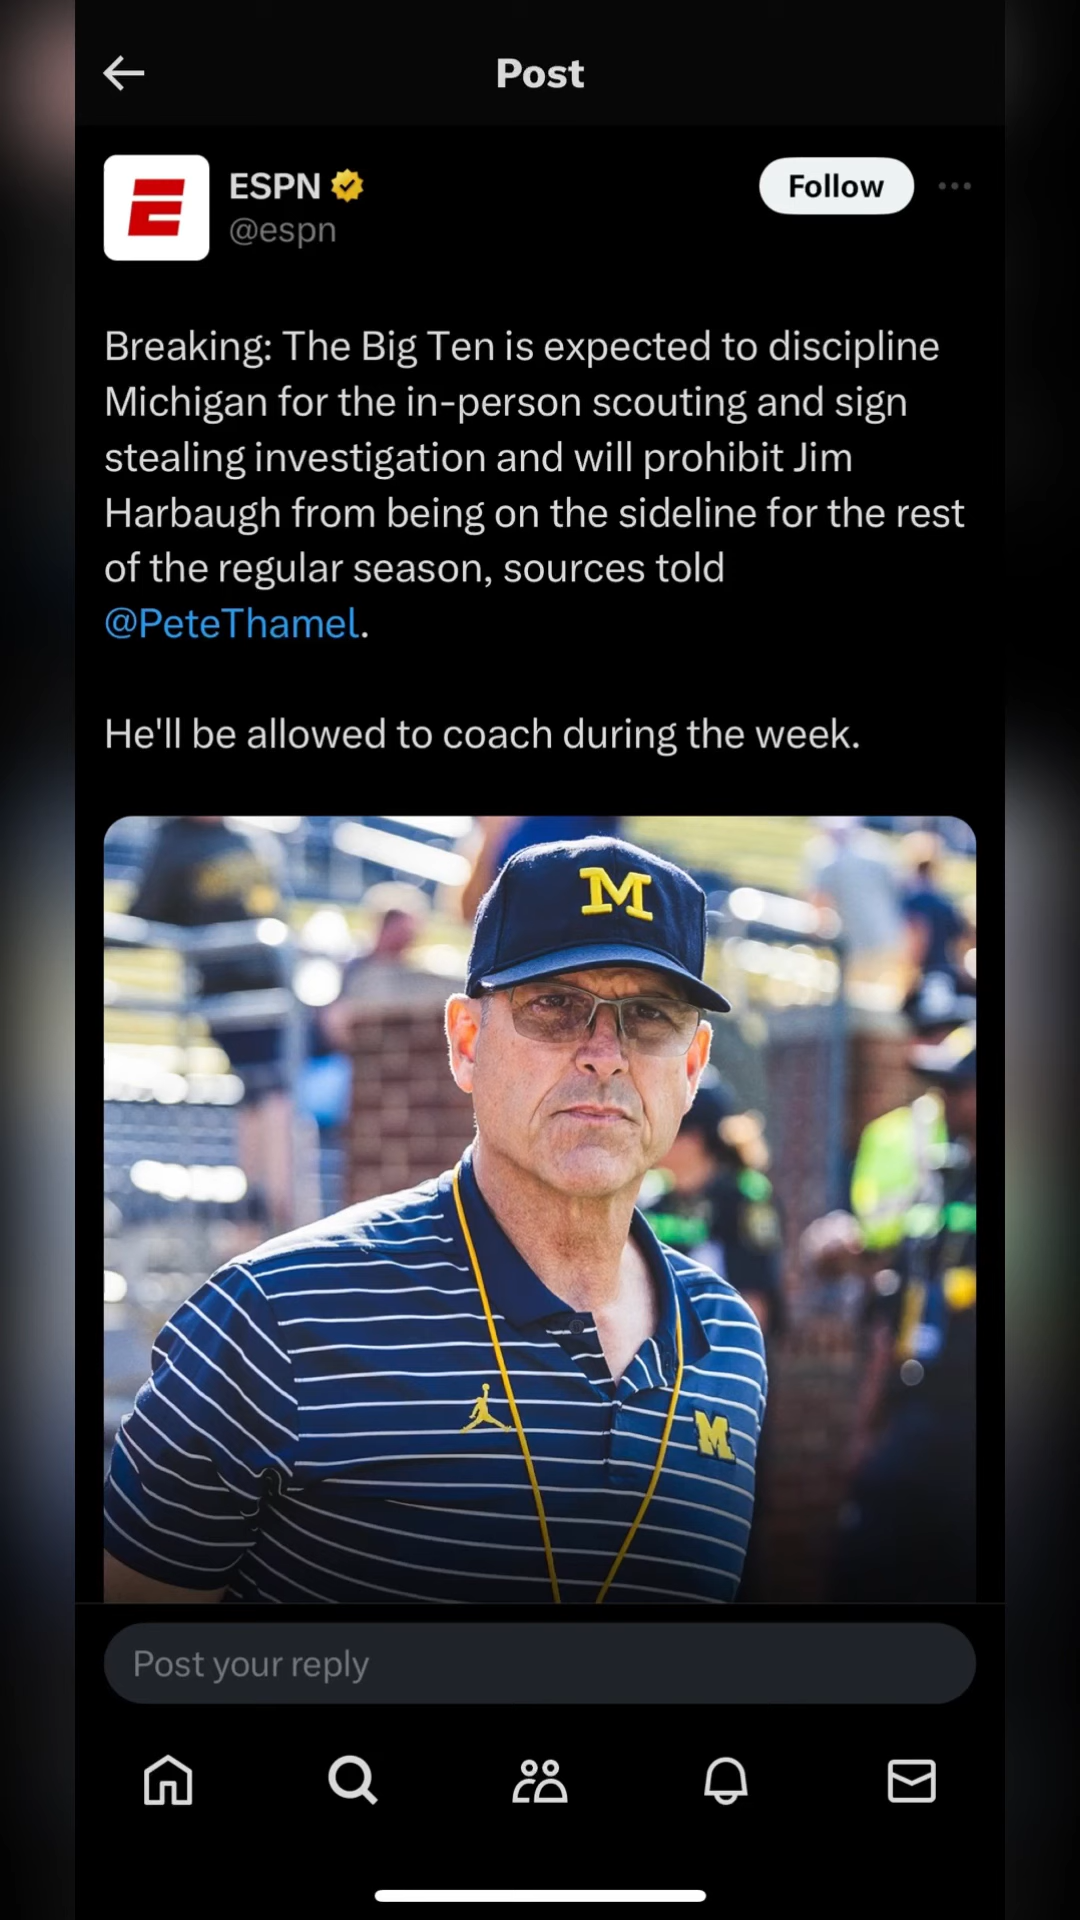 Post
ESPN
@espn
Follow
Breaking: The Big Ten is expected to discipline
Michigan for the in-person scouting and sign
stealing investigation and will prohibit Jim
Harbaugh from being on the sideline for the rest
of the regular season, sources told
@PeteThamel.
He'll be allowed to coach during the week.
M
M
Post your reply